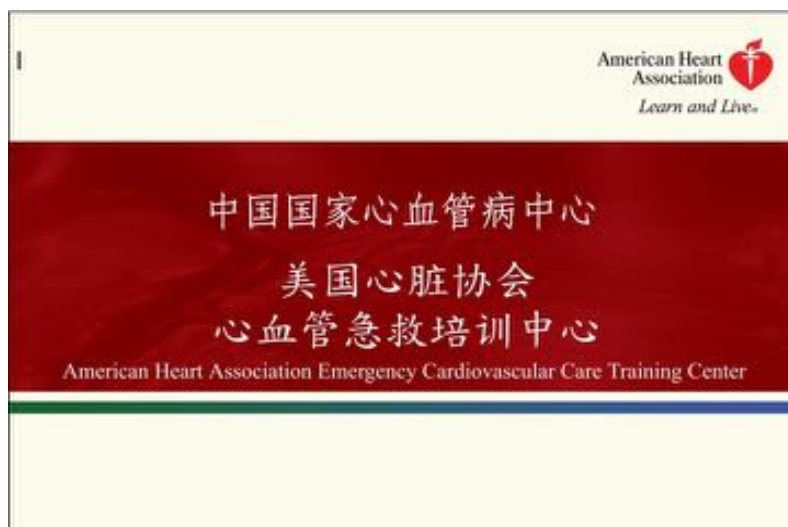 American Heart
Association
Learn and Live®
中国国家心血管病中心
美国心脏协会
心血管急救培训中心
American Heart Association Emergency Cardiovascular Care Training Center